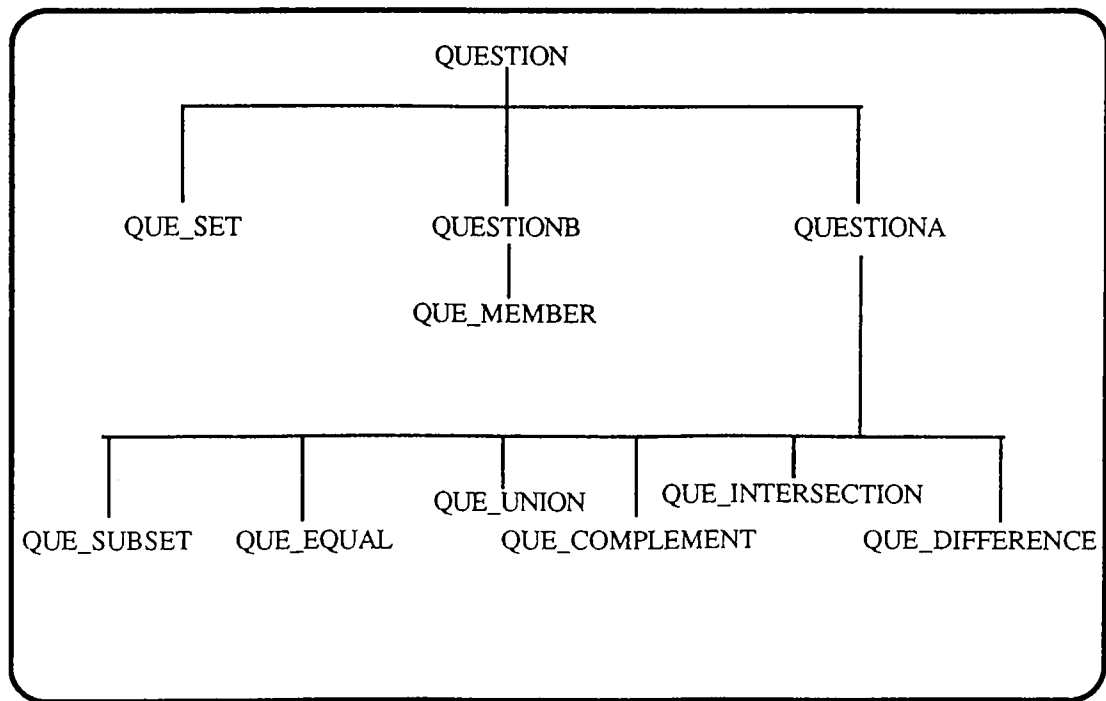 QUESTION
QUE_SET QUESTIONB QUESTIONA
QUE_MEMBER
QUE_UNION QUE_INTERSECTION
QUE_SUBSET QUE_EQUAL QUE_COMPLEMENT QUE_DIFFERENCE